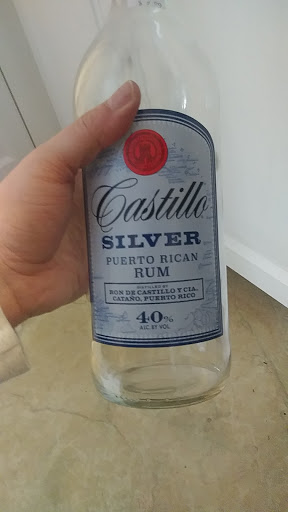 Castillo
SILVER
PUERTO RICAN
RUM
DISTILLED BY
RON DE CASTILLO Y CIA.
CATAÑO, PUERTO RICO
40%
ALC. BY VOL.